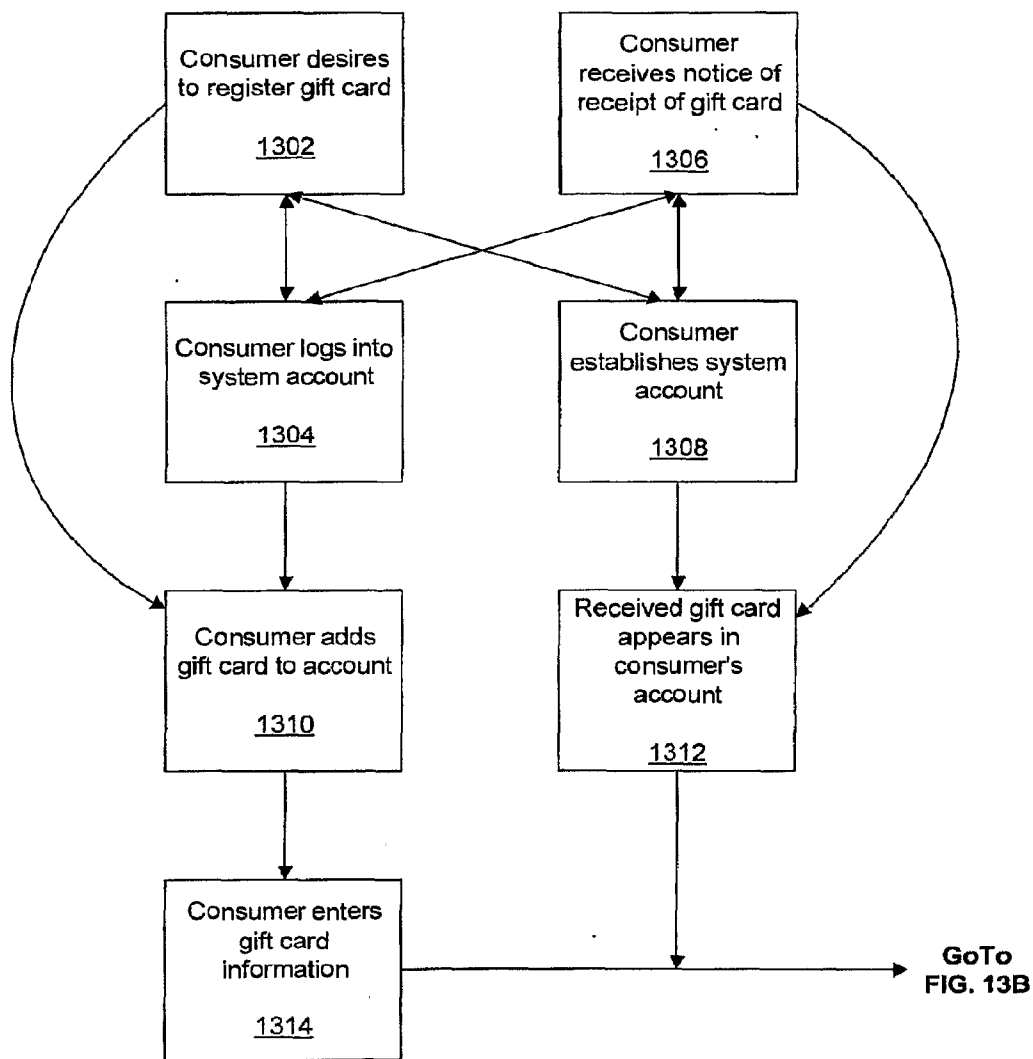 Consumer desires
to register gift card
1302
Consumer
receives notice of
receipt of gift card
1306
Consumer logs into
system account
1304
Consumer
establishes system
account
1308
Consumer adds
gift card to account
1310
Received gift card
appears in
consumer's
account
1312
Consumer enters
gift card
information
1314
GoTo
FIG. 13B